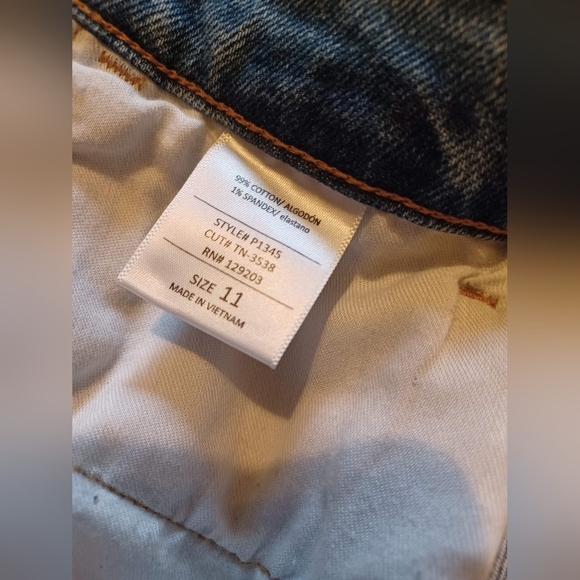 99% COTTON/ ALGODÓN
1% SPANDEX/ elastano
STYLE# P1345
CUT# TN-3538
RN# 129203
SIZE 11
MADE IN VIETNAM